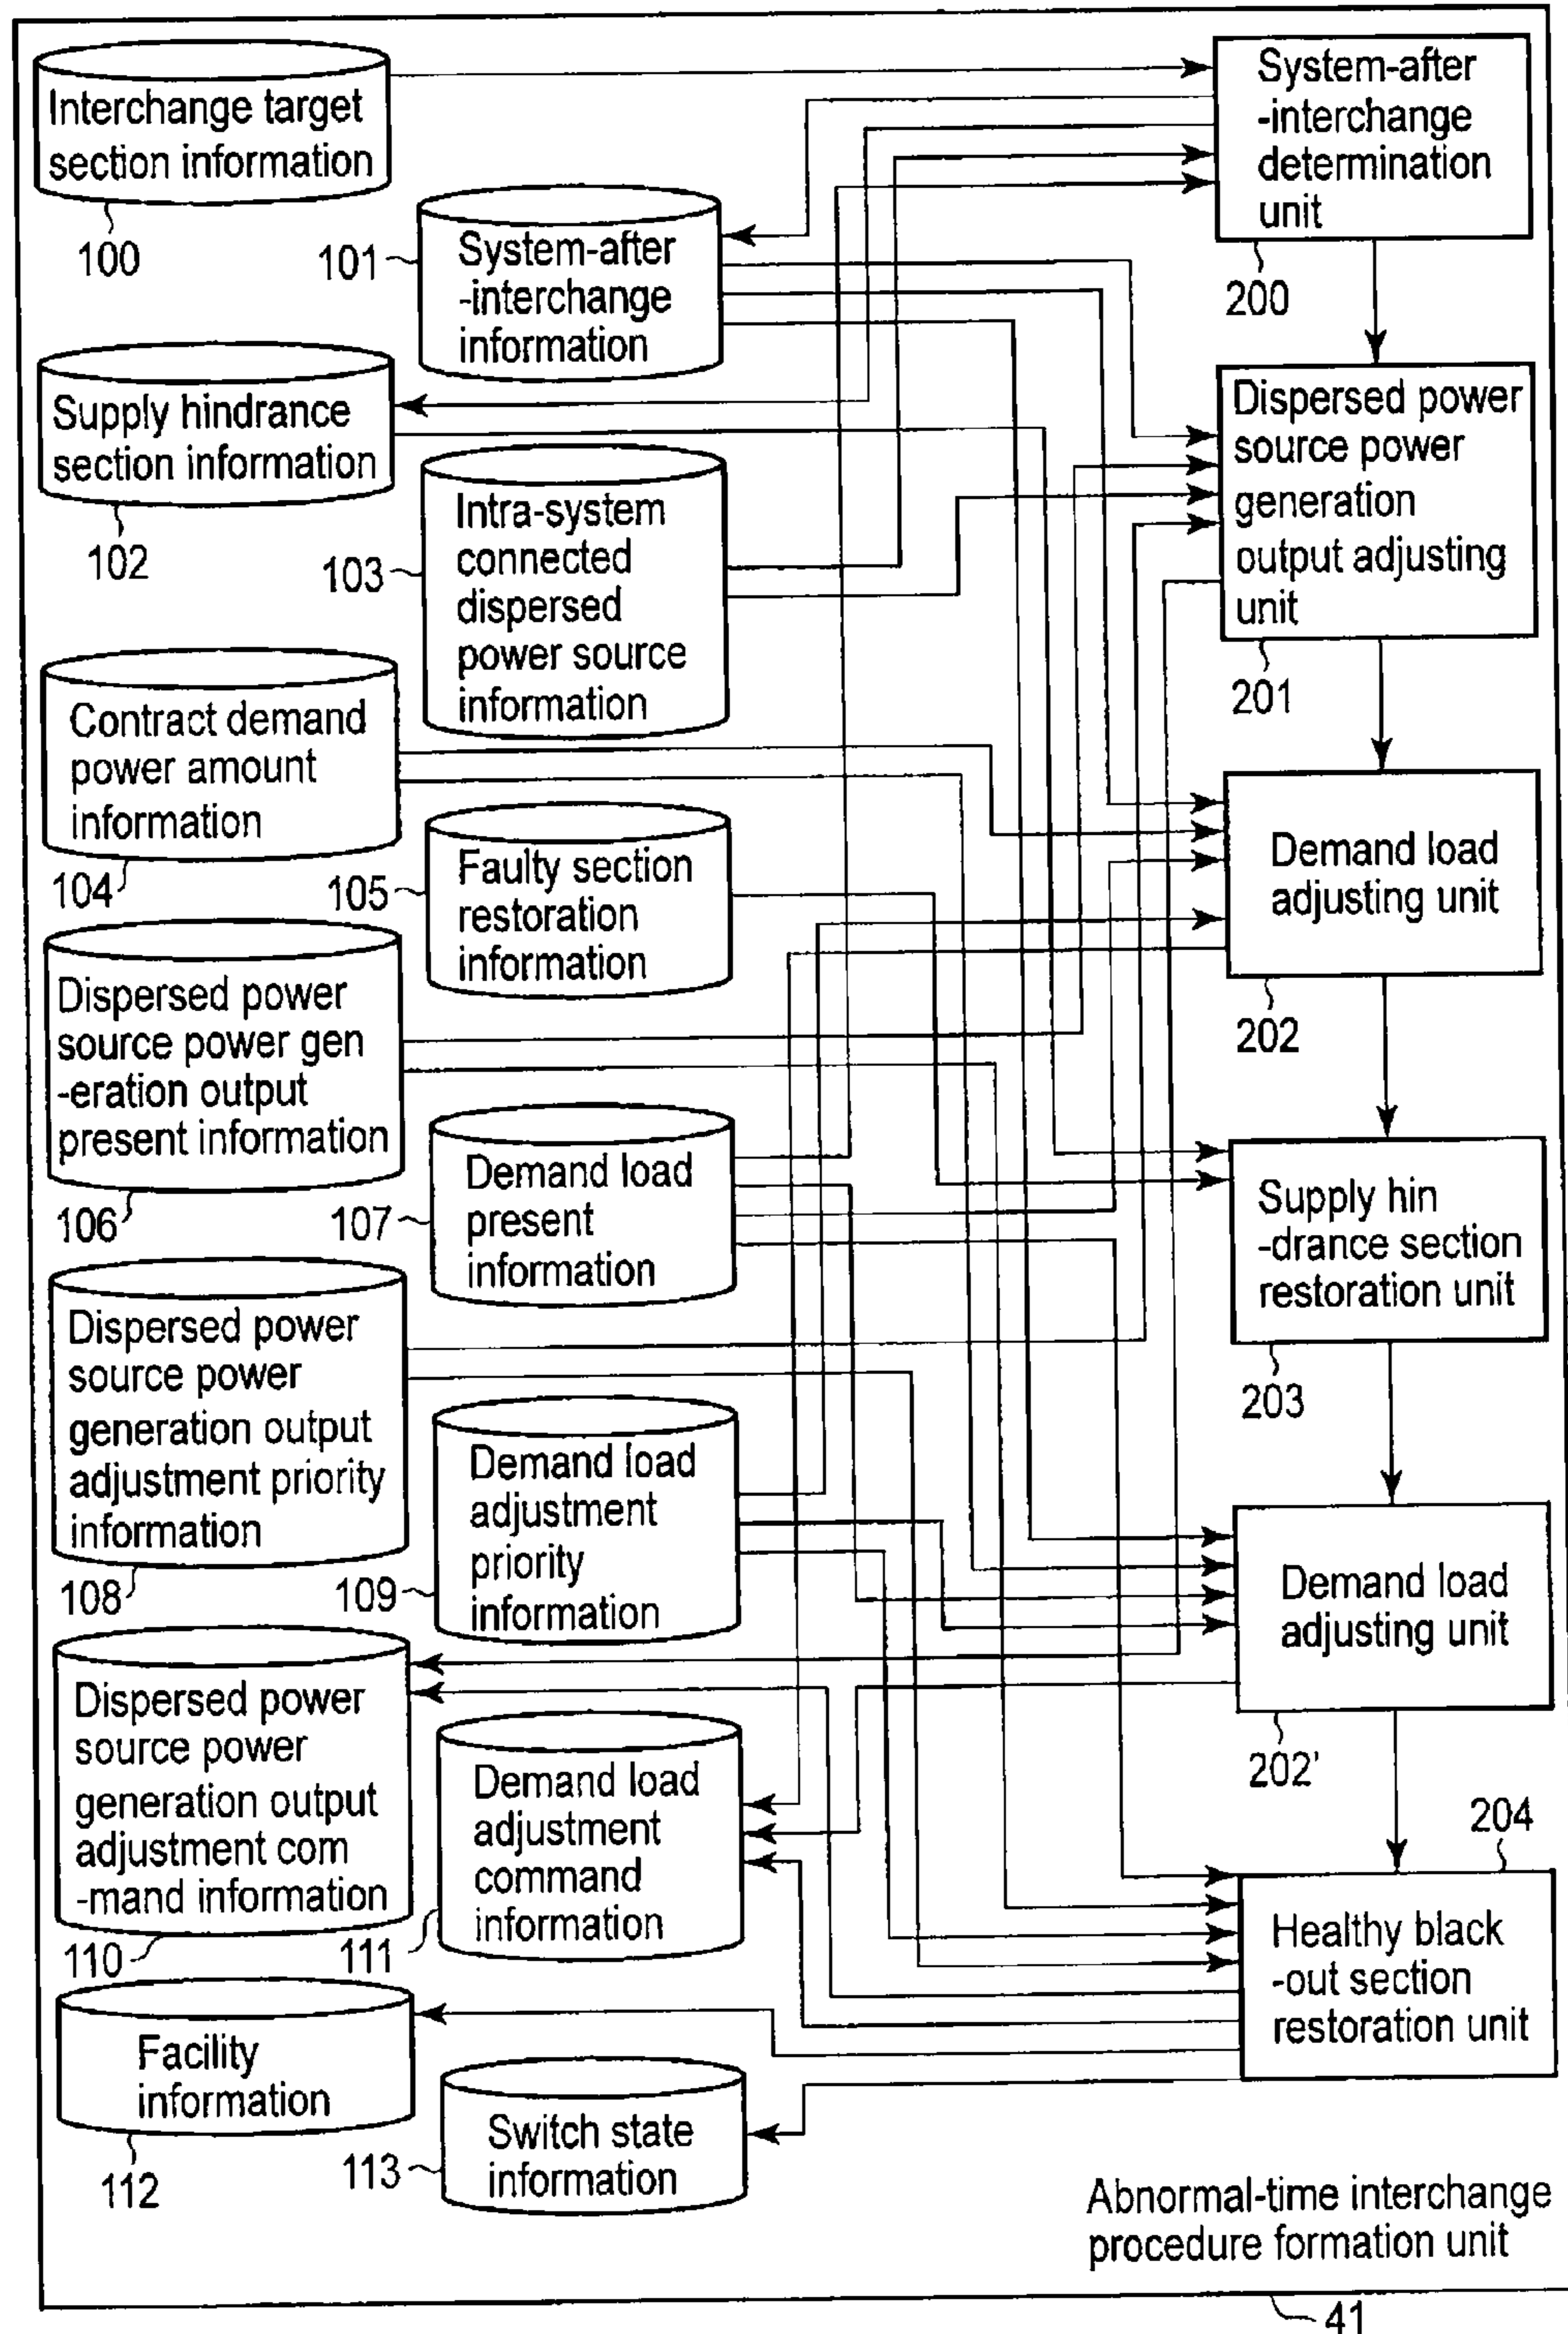 Interchange target
section information
100
System-after
-interchange
determination
unit
200
101
System-after
-interchange
information
Supply hindrance
section information
102
103
Intra-system
connected
dispersed
power source
information
Dispersed power
source power
generation
output adjusting
unit
201
Contract demand
power amount
information
104
105
Faulty section
restoration
information
Demand load
adjusting unit
202
Dispersed power
source power gen
-eration output
present information
106
107
Demand load
present
information
Supply hin
-drance section
restoration unit
203
Dispersed power
source power
generation output
adjustment priority
information
108
109
Demand load
adjustment
priority
information
Demand load
adjusting unit
202'
Dispersed power
source power
generation output
adjustment com
-mand information
110
111
Demand load
adjustment
command
information
204
Healthy black
-out section
restoration unit
Facility
information
112
113
Switch state
information
Abnormal-time interchange
procedure formation unit
41